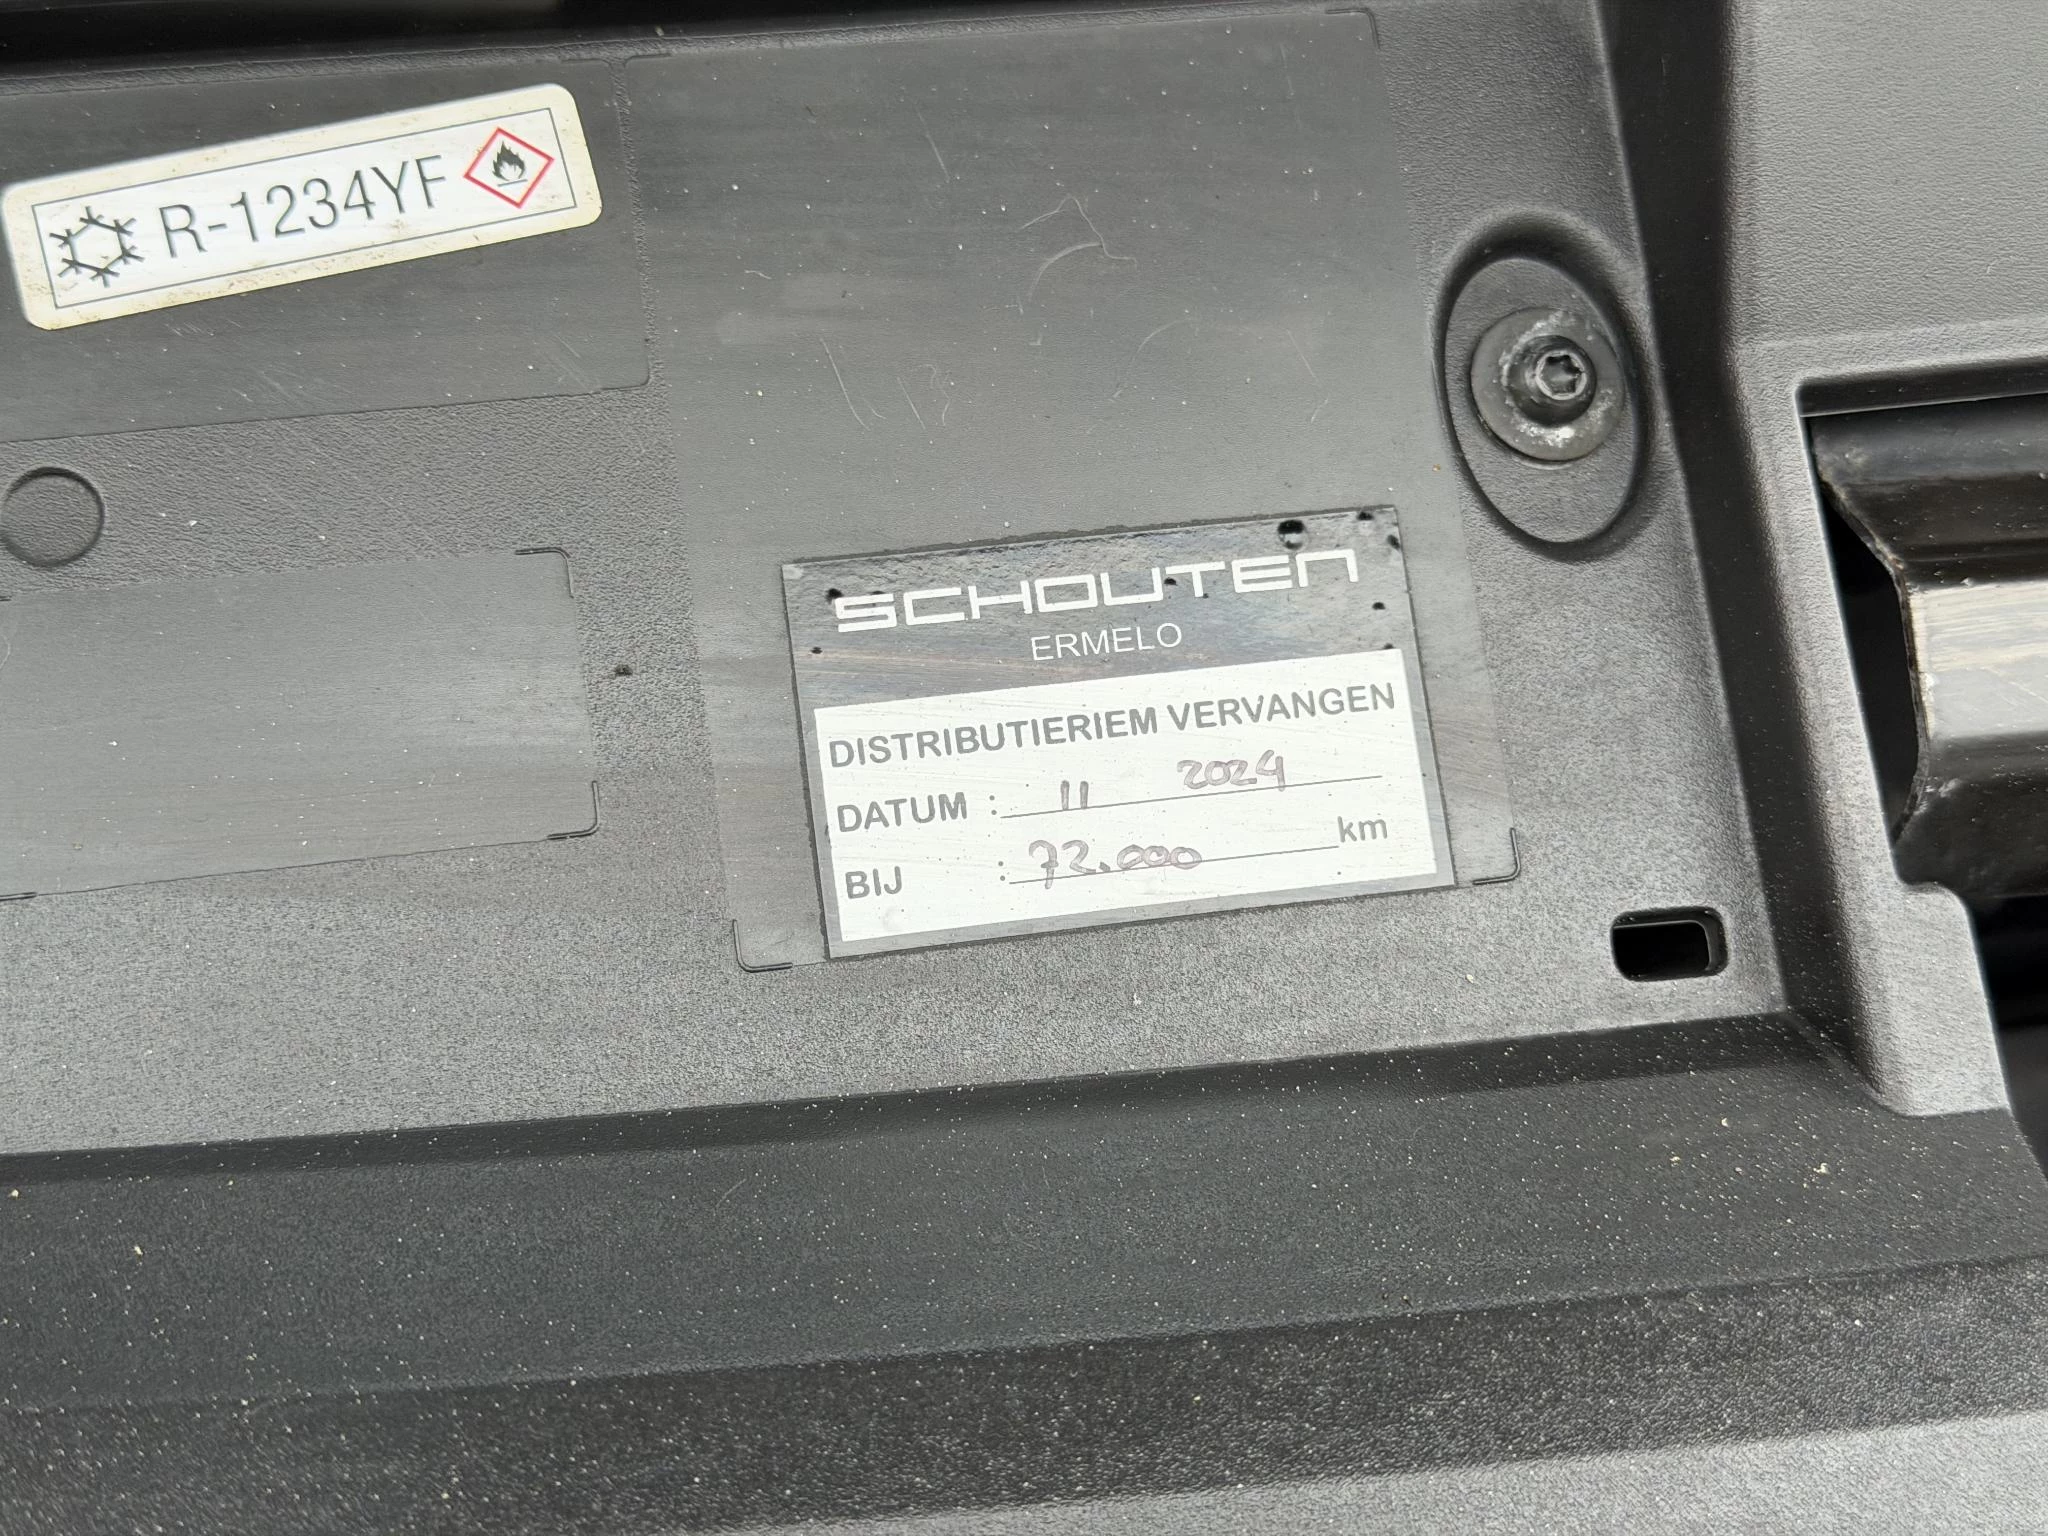 R-1234YF
SCHOUTEN
ERMELO
DISTRIBUTIERIEM VERVANGEN
DATUM : 11 2024
BIJ : 72.000 km